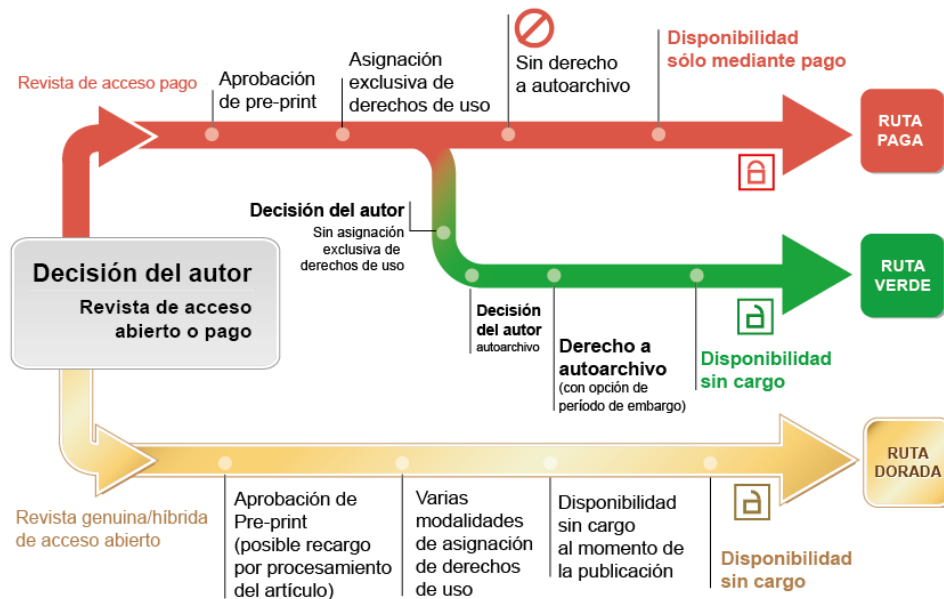 Revista de acceso pago
Aprobación
de pre-print
Asignación
exclusiva de
derechos de uso
Sin derecho
a autoarchivo
Disponibilidad
sólo mediante pago
RUTA
PAGA
Decisión del autor
Sin asignación
exclusiva de
derechos de uso
Decisión
del autor
autoarchivo
Derecho a
autoarchivo
(con opción de
período de embargo)
Disponibilidad
sin cargo
RUTA
VERDE
Decisión del autor
Revista de acceso
abierto o pago
Revista genuina/híbrida
de acceso abierto
Aprobación de
Pre-print
(posible recargo
por procesamiento
del artículo)
Varias
modalidades
de asignación
de derechos
de uso
Disponibilidad
sin cargo
al momento de
la publicación
Disponibilidad
sin cargo
RUTA
DORADA